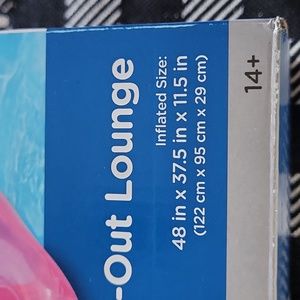 -Out Lounge
Inflated Size:
48 in x 37.5 in x 11.5 in
(122 cm x 95 cm x 29 cm)
14+